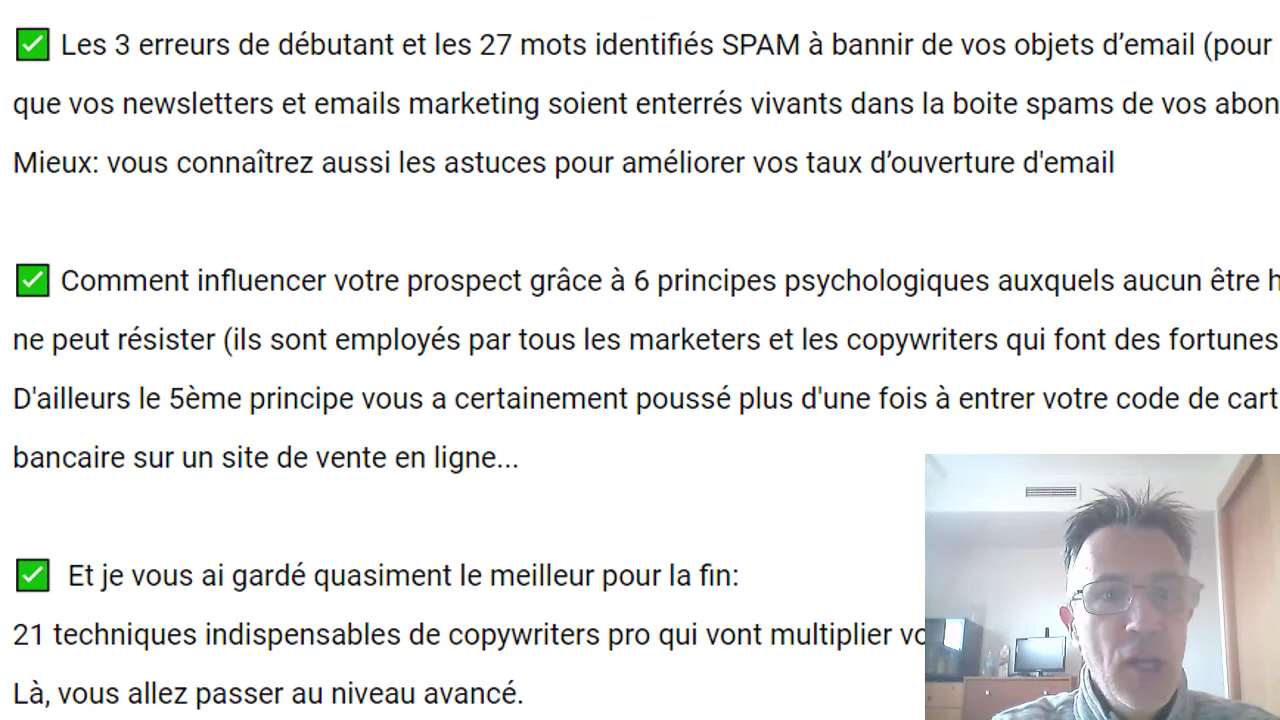 ✅ Les 3 erreurs de débutant et les 27 mots identifiés SPAM à bannir de vos objets d’email (pour
que vos newsletters et emails marketing soient enterrés vivants dans la boite spams de vos abon
Mieux: vous connaîtrez aussi les astuces pour améliorer vos taux d’ouverture d'email
✅ Comment influencer votre prospect grâce à 6 principes psychologiques auxquels aucun être h
ne peut résister (ils sont employés par tous les marketers et les copywriters qui font des fortunes
D'ailleurs le 5ème principe vous a certainement poussé plus d'une fois à entrer votre code de cart
bancaire sur un site de vente en ligne...
✅ Et je vous ai gardé quasiment le meilleur pour la fin:
21 techniques indispensables de copywriters pro qui vont multiplier vo
Là, vous allez passer au niveau avancé.